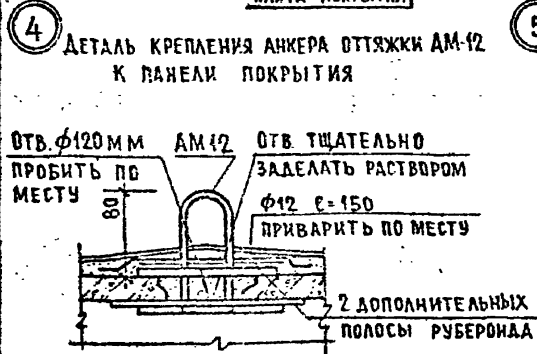 4
ДЕТАЛЬ КРЕПЛЕНИЯ АНКЕРА ОТТЯЖКИ АМ-12
К ПАНЕЛИ ПОКРЫТИЯ
ОТВ. ф120ММ
ПРОБИТЬ ПО
МЕСТУ
АМ12
ОТВ. ТЩАТЕЛЬНО
ЗАДЕЛАТЬ РАСТВОРОМ
80
ф12 ℓ=150
ПРИВАРИТЬ ПО МЕСТУ
2 ДОПОЛНИТЕЛЬНЫХ
ПОЛОСЫ РУБЕРОИДА